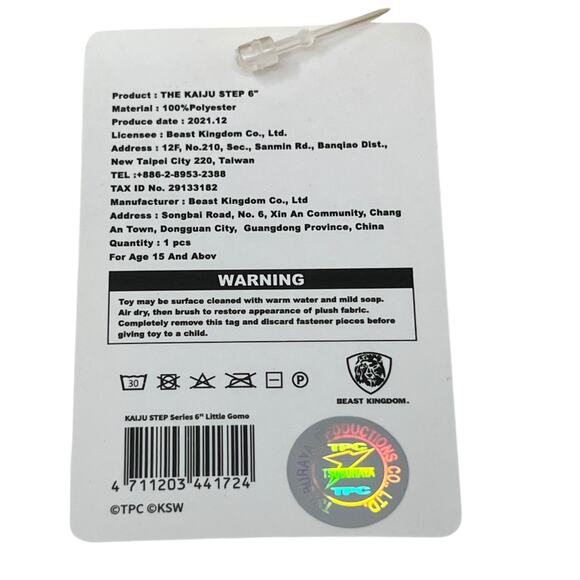 Product : THE KAIJU STEP 6"
Material : 100%Polyester
Produce date : 2021.12
Licensee : Beast Kingdom Co., Ltd.
Address : 12F, No.210, Sec., Sanmin Rd., Banqiao Dist.,
New Taipei City 220, Taiwan
TEL :+886-2-8953-2388
TAX ID No. 29133182
Manufacturer : Beast Kingdom Co., Ltd
Address : Songbai Road, No. 6, Xin An Community, Chang
An Town, Dongguan City, Guangdong Province, China
Quantity : 1 pcs
For Age 15 And Abov
WARNING
Toy may be surface cleaned with warm water and mild soap.
Air dry, then brush to restore appearance of plush fabric.
Completely remove this tag and discard fastener pieces before
giving toy to a child.
30
P
BEAST KINGDOM
KAIJU STEP Series 6" Little Gomo
4 711203 441724
TPC
TSUBURAYA
TPC
TSUBURAYA PRODUCTIONS CO., LTD.
©TPC ©KSW